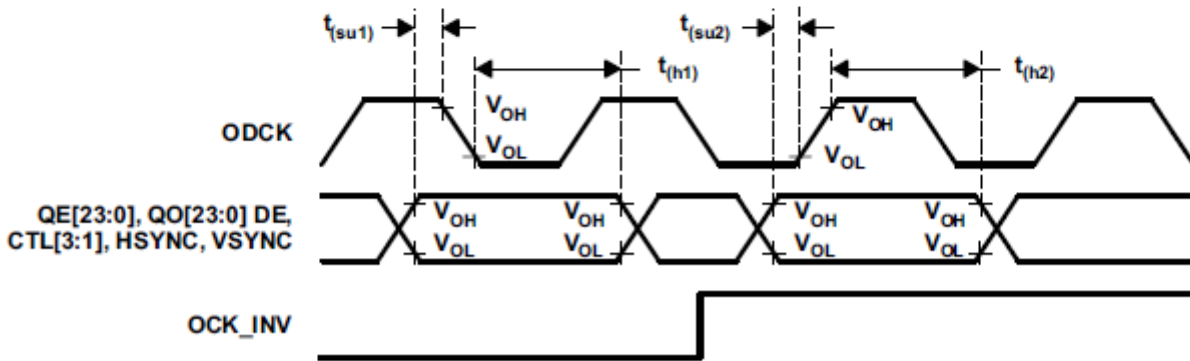 t(su1)
t(su2)
t(h1)
t(h2)
ODCK
VOH
VOL
VOH
VOL
QE[23:0], QO[23:0] DE,
CTL[3:1], HSYNC, VSYNC
VOH VOH VOH VOH
VOL VOL VOL VOL
OCK_INV